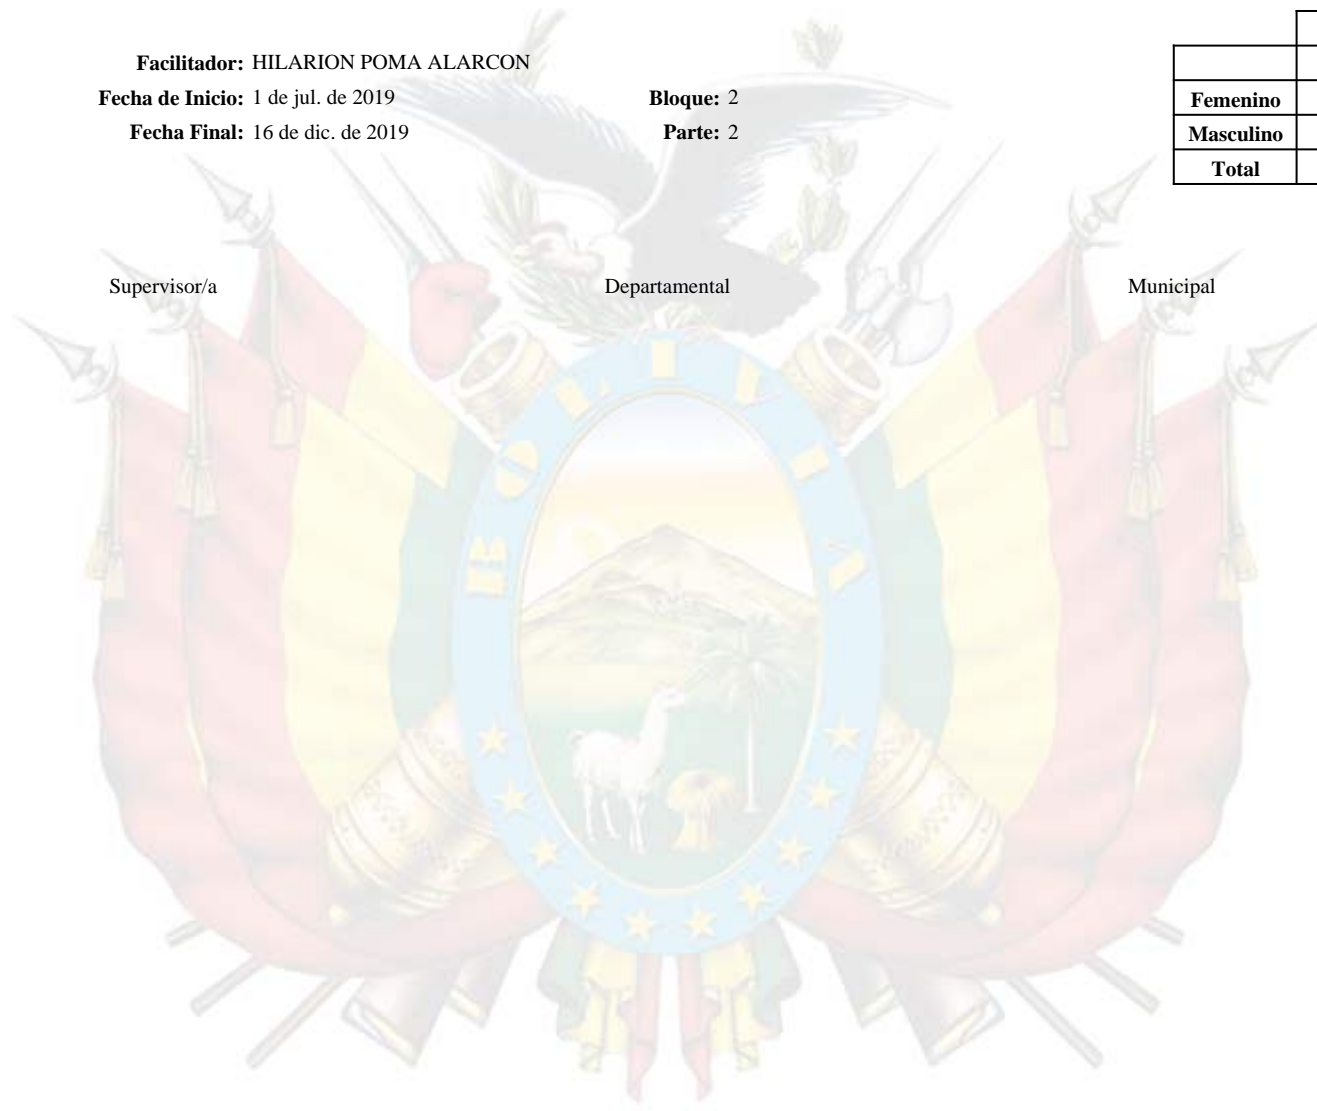 Facilitador: HILARION POMA ALARCON
Fecha de Inicio: 1 de jul. de 2019 Bloque: 2
Fecha Final: 16 de dic. de 2019 Parte: 2
Femenino
Masculino
Total
Supervisor/a Departamental Municipal
BOLIVIA